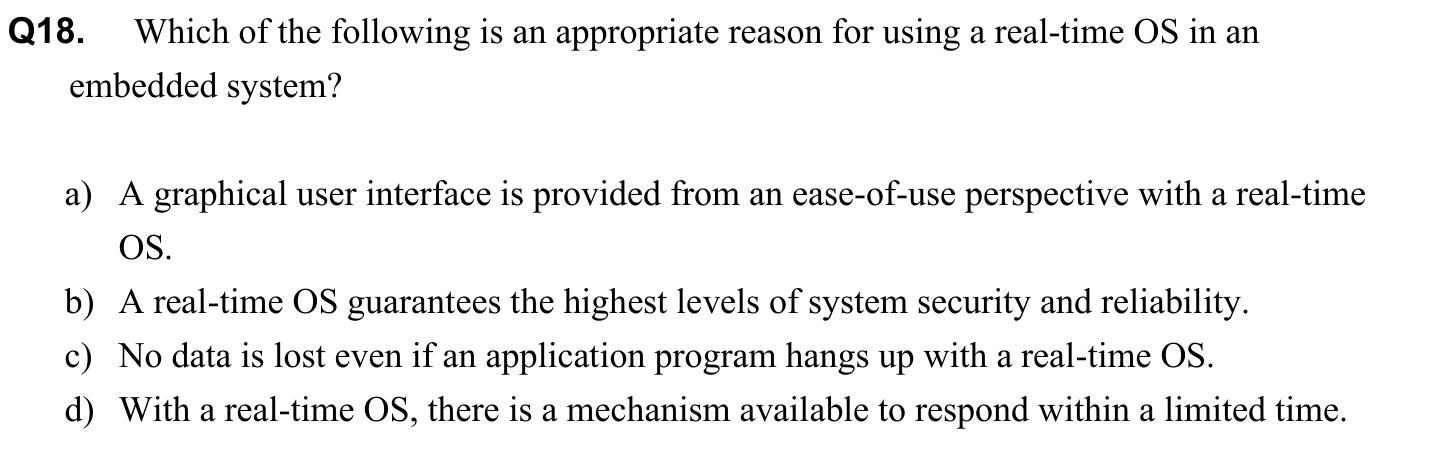 Q18. Which of the following is an appropriate reason for using a real-time OS in an
embedded system?
a) A graphical user interface is provided from an ease-of-use perspective with a real-time
OS.
b) A real-time OS guarantees the highest levels of system security and reliability.
c) No data is lost even if an application program hangs up with a real-time OS.
d) With a real-time OS, there is a mechanism available to respond within a limited time.